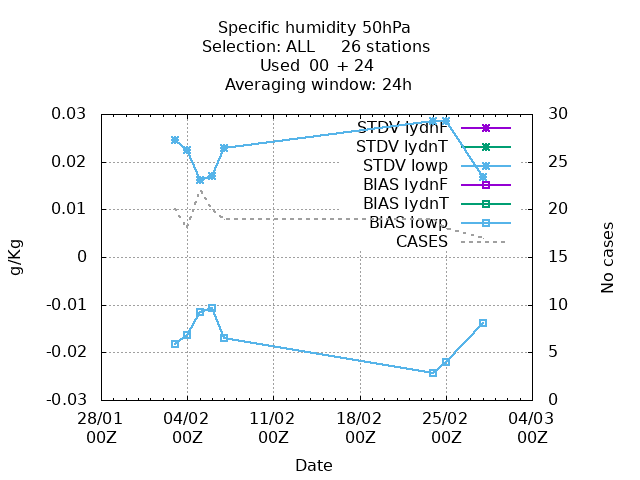 Specific humidity 50hPa
Selection: ALL 26 stations
Used 00 + 24
Averaging window: 24h
0.03
0.02
0.01
0
-0.01
-0.02
-0.03
30
25
20
15
10
5
0
g/Kg
No cases
STDV lydnF
STDV lydnT
STDV lowp
BIAS lydnF
BIAS lydnT
BIAS lowp
CASES
28/01 04/02 11/02 18/02 25/02 04/03
00Z 00Z 00Z 00Z 00Z 00Z
Date